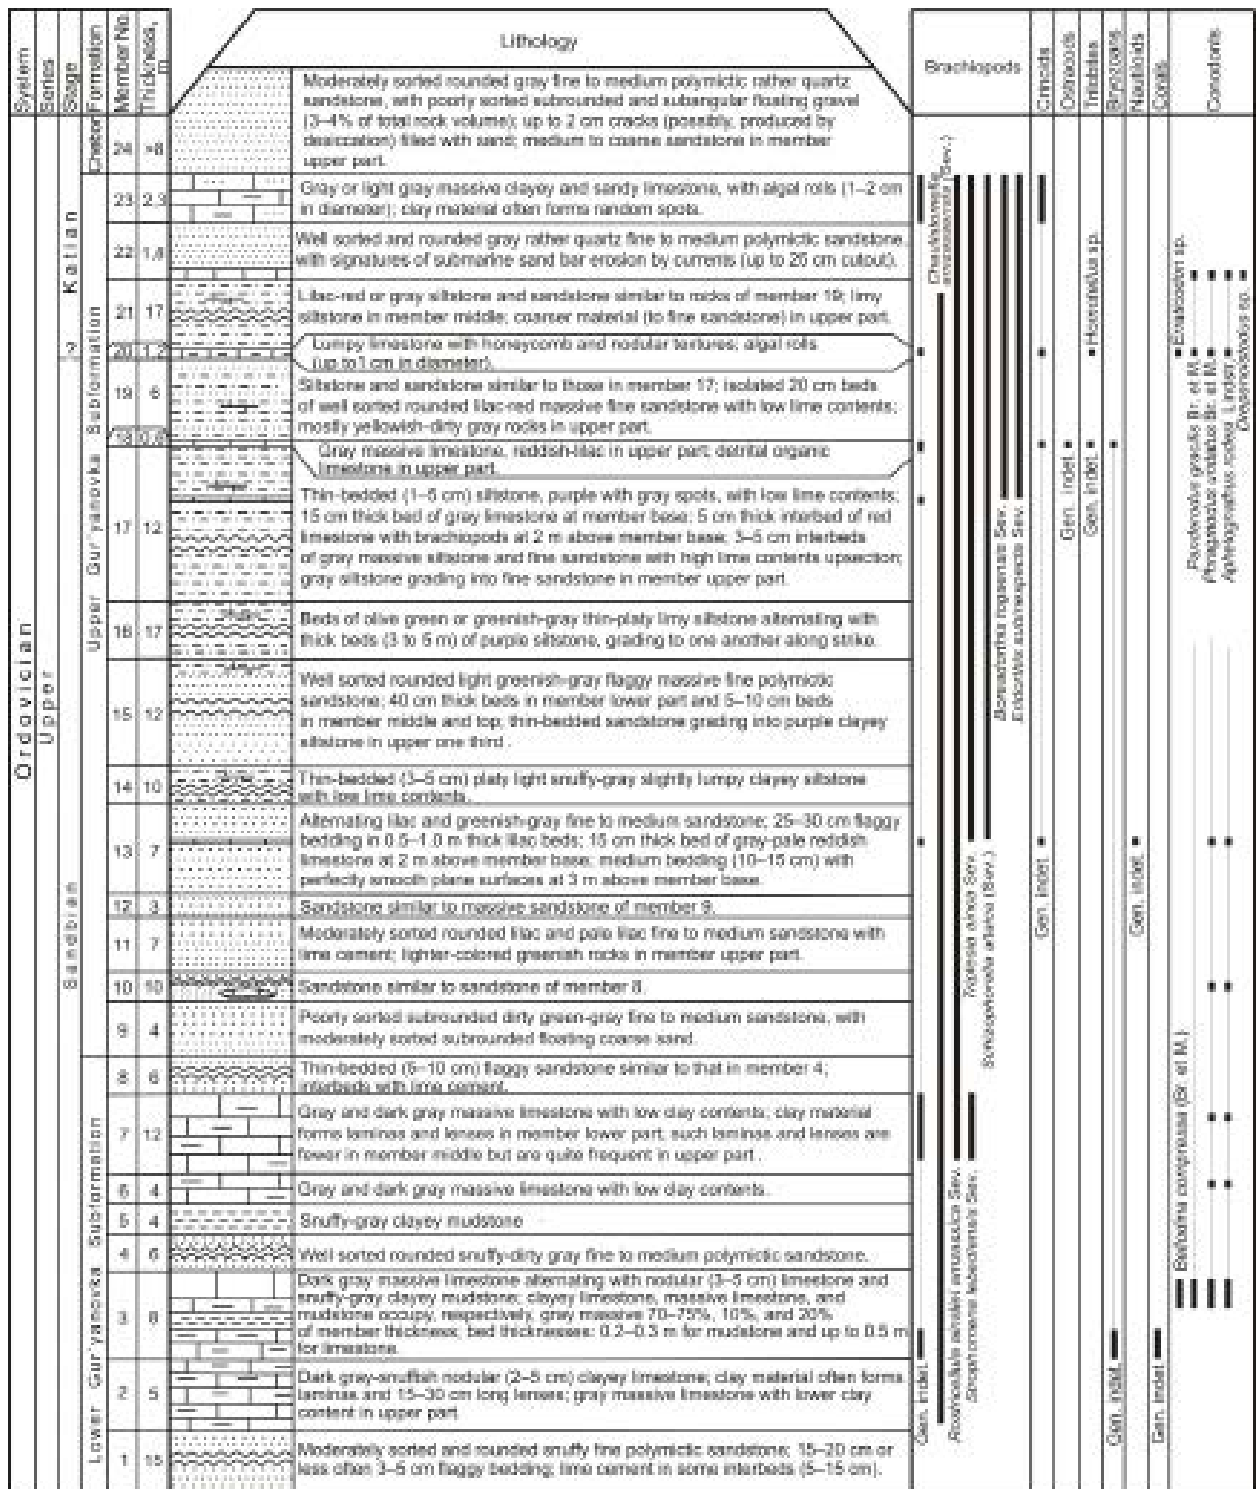 System
Series
Stage
Formation
Member No.
Thickness, m
Lithology
Brachiopods
Crinoids
Ostracods
Trilobites
Bryozoans
Nautiloids
Corals
Conodonts
Ordovician
Upper
Sandbian
?
Katian
Lower Gur'yanovka Subformation
Upper Gur'yanovka Subformation
24 >8
Moderately sorted rounded gray fine to medium polymictic rather quartz
sandstone, with poorly sorted subrounded and subangular floating gravel
(3–4% of total rock volume); up to 2 cm cracks (possibly, produced by
desiccation) filled with sand; medium to coarse sandstone in member
upper part.
23 2,3
Gray or light gray massive clayey and sandy limestone, with algal rolls (1–2 cm
in diameter); clay material often forms random spots.
22 1,8
Well sorted and rounded gray rather quartz fine to medium polymictic sandstone,
with signatures of submarine sand bar erosion by currents (up to 25 cm cutout).
21 17
Lilac-red or gray siltstone and sandstone similar to rocks of member 19; limy
siltstone in member middle; coarser material (to fine sandstone) in upper part.
20 1,2
Lumpy limestone with honeycomb and nodular textures; algal rolls
(up to 1 cm in diameter).
19 6
Siltstone and sandstone similar to those in member 17; isolated 20 cm beds
of well sorted rounded lilac-red massive fine sandstone with low lime contents;
mostly yellowish-dirty gray rocks in upper part.
18
Gray massive limestone, reddish-lilac in upper part; detrital organic
limestone in upper part.
17 12
Thin-bedded (1–5 cm) siltstone, purple with gray spots, with low lime contents;
15 cm thick bed of gray limestone at member base; 5 cm thick interbed of red
limestone with brachiopods at 2 m above member base; 3–5 cm interbeds
of gray massive siltstone and fine sandstone with high lime contents upsection;
gray siltstone grading into fine sandstone in member upper part.
16 17
Beds of olive green or greenish-gray thin-platy limy siltstone alternating with
thick beds (3 to 5 m) of purple siltstone, grading to one another along strike.
15 12
Well sorted rounded light greenish-gray flaggy massive fine polymictic
sandstone; 40 cm thick beds in member lower part and 5–10 cm beds
in member middle and top; thin-bedded sandstone grading into purple clayey
siltstone in upper one third .
14 10
Thin-bedded (3–5 cm) platy light snuffy-gray slightly lumpy clayey siltstone
with low lime contents.
13 7
Alternating lilac and greenish-gray fine to medium sandstone; 25–30 cm flaggy
bedding in 0.5–1.0 m thick lilac beds; 15 cm thick bed of gray-pale reddish
limestone at 2 m above member base; medium bedding (10–15 cm) with
perfectly smooth plane surfaces at 3 m above member base.
12 3
Sandstone similar to massive sandstone of member 9.
11 7
Moderately sorted rounded lilac and pale lilac fine to medium sandstone with
lime cement; lighter-colored greenish rocks in member upper part.
10 10
Sandstone similar to sandstone of member 8.
9 4
Poorly sorted subrounded dirty green-gray fine to medium sandstone, with
moderately sorted subrounded floating coarse sand.
8 6
Thin-bedded (5–10 cm) flaggy sandstone similar to that in member 4;
interbeds with lime cement.
7 12
Gray and dark gray massive limestone with low clay contents; clay material
forms laminas and lenses in member lower part, such laminas and lenses are
fewer in member middle but are quite frequent in upper part .
6 4
Gray and dark gray massive limestone with low clay contents.
5 4
Snuffy-gray clayey mudstone
4 6
Well sorted rounded snuffy-dirty gray fine to medium polymictic sandstone.
3 8
Dark gray massive limestone alternating with nodular (3–5 cm) limestone and
snuffy-gray clayey mudstone; clayey limestone, massive limestone, and
mudstone occupy, respectively, gray massive 70–75%, 10%, and 20%
of member thickness; bed thicknesses: 0.2–0.3 m for mudstone and up to 0.5 m
for limestone.
2 5
Dark gray-snuffish nodular (2–5 cm) clayey limestone; clay material often forms
laminas and 15–30 cm long lenses; gray massive limestone with lower clay
content in upper part
1 15
Moderately sorted and rounded snuffy fine polymictic sandstone; 15–20 cm or
less often 3–5 cm flaggy bedding; lime cement in some interbeds (5–15 cm).
Gen. indet.
(Sev.)
Sev.
Strophomena lebediensis Sev.
Triplesia dura Sev.
(Sev.)
Sev.
Sev.
Gen. indet.
Gen. indet.
Gen. indet.
Homotelus sp.
Gen. indet.
Gen. indet.
Gen. indet.
Belodina compressa (Br. et M.)
Erraticodon sp.
Panderodus gracilis Br. et M.
Phragmodus undatus Br. et M.
Drepanoistodus sp.